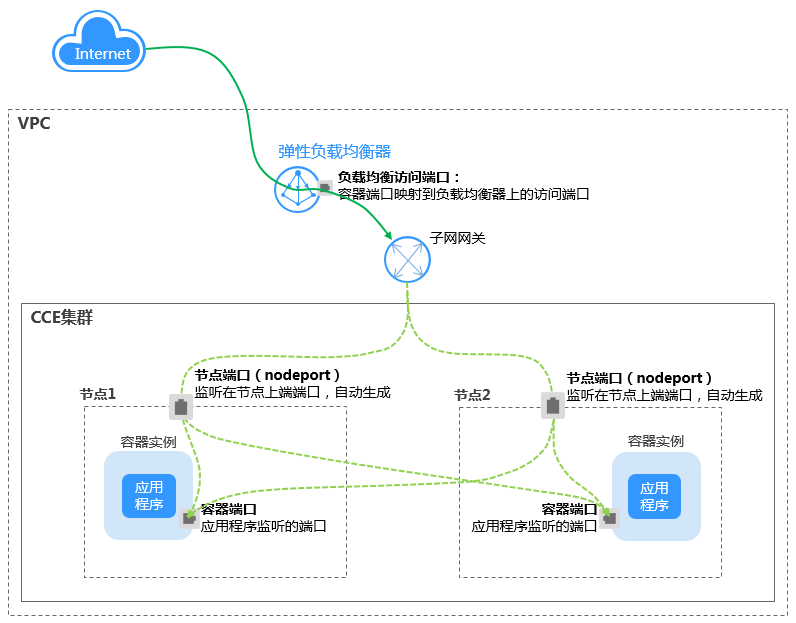 Internet
VPC
弹性负载均衡器
负载均衡访问端口：
容器端口映射到负载均衡器上的访问端口
子网网关
CCE集群
节点端口（nodeport）
监听在节点上端端口，自动生成
节点1
节点端口（nodeport）
监听在节点上端端口，自动生成
节点2
容器实例
应用
程序
容器端口
应用程序监听的端口
容器实例
应用
程序
容器端口
应用程序监听的端口